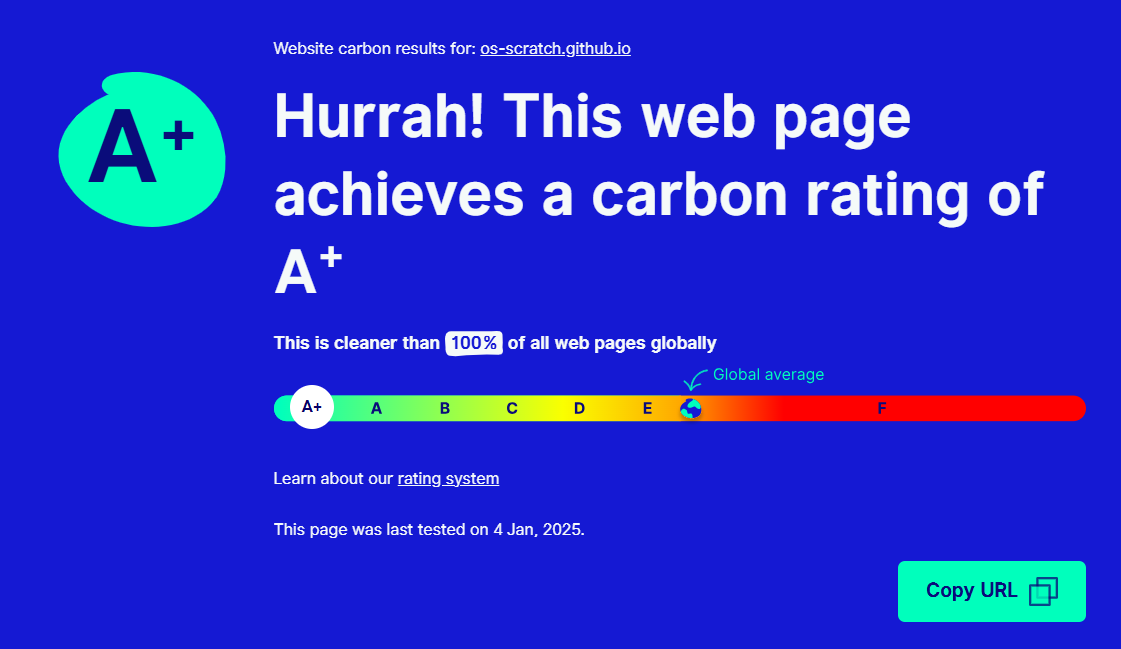 Website carbon results for: os-scratch.github.io
A+
Hurrah! This web page
achieves a carbon rating of
A+
This is cleaner than 100% of all web pages globally
Global average
A+ A B C D E F
Learn about our rating system
This page was last tested on 4 Jan, 2025.
Copy URL